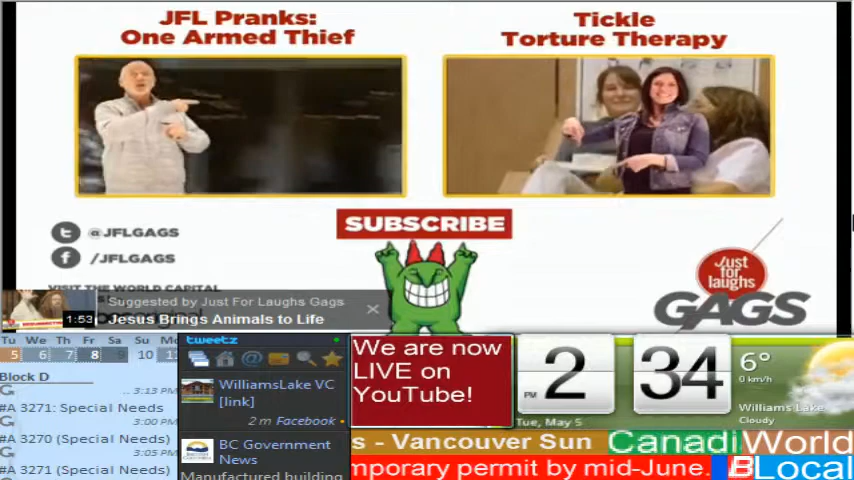 JFL Pranks:
One Armed Thief
Tickle
Torture Therapy
SUBSCRIBE
@JFLGAGS
/JFLGAGS
VISIT THE WORLD CAPITAL
Just
for
laughs
GAGS
Suggested by Just For Laughs Gags
1:53
Jesus Brings Animals to Life
Tu We Th Fr Sa Su Mo
5 6 7 8 9 10 11
Block D
.. 3:13 PM
#A 3271: Special Needs
3:00 PM
#A 3270 (Special Needs)
3:05 PM
#A 3271 (Special Needs)
tweetz
WilliamsLake VC
[link]
2 m Facebook
BC Government
News
Manufactured building
We are now
LIVE on
YouTube!
PM
2 34
Tue, May 5
6°
0 km/h
Williams Lake
Cloudy
s - Vancouver Sun
Canadi
World
mporary permit by mid-June.
Local